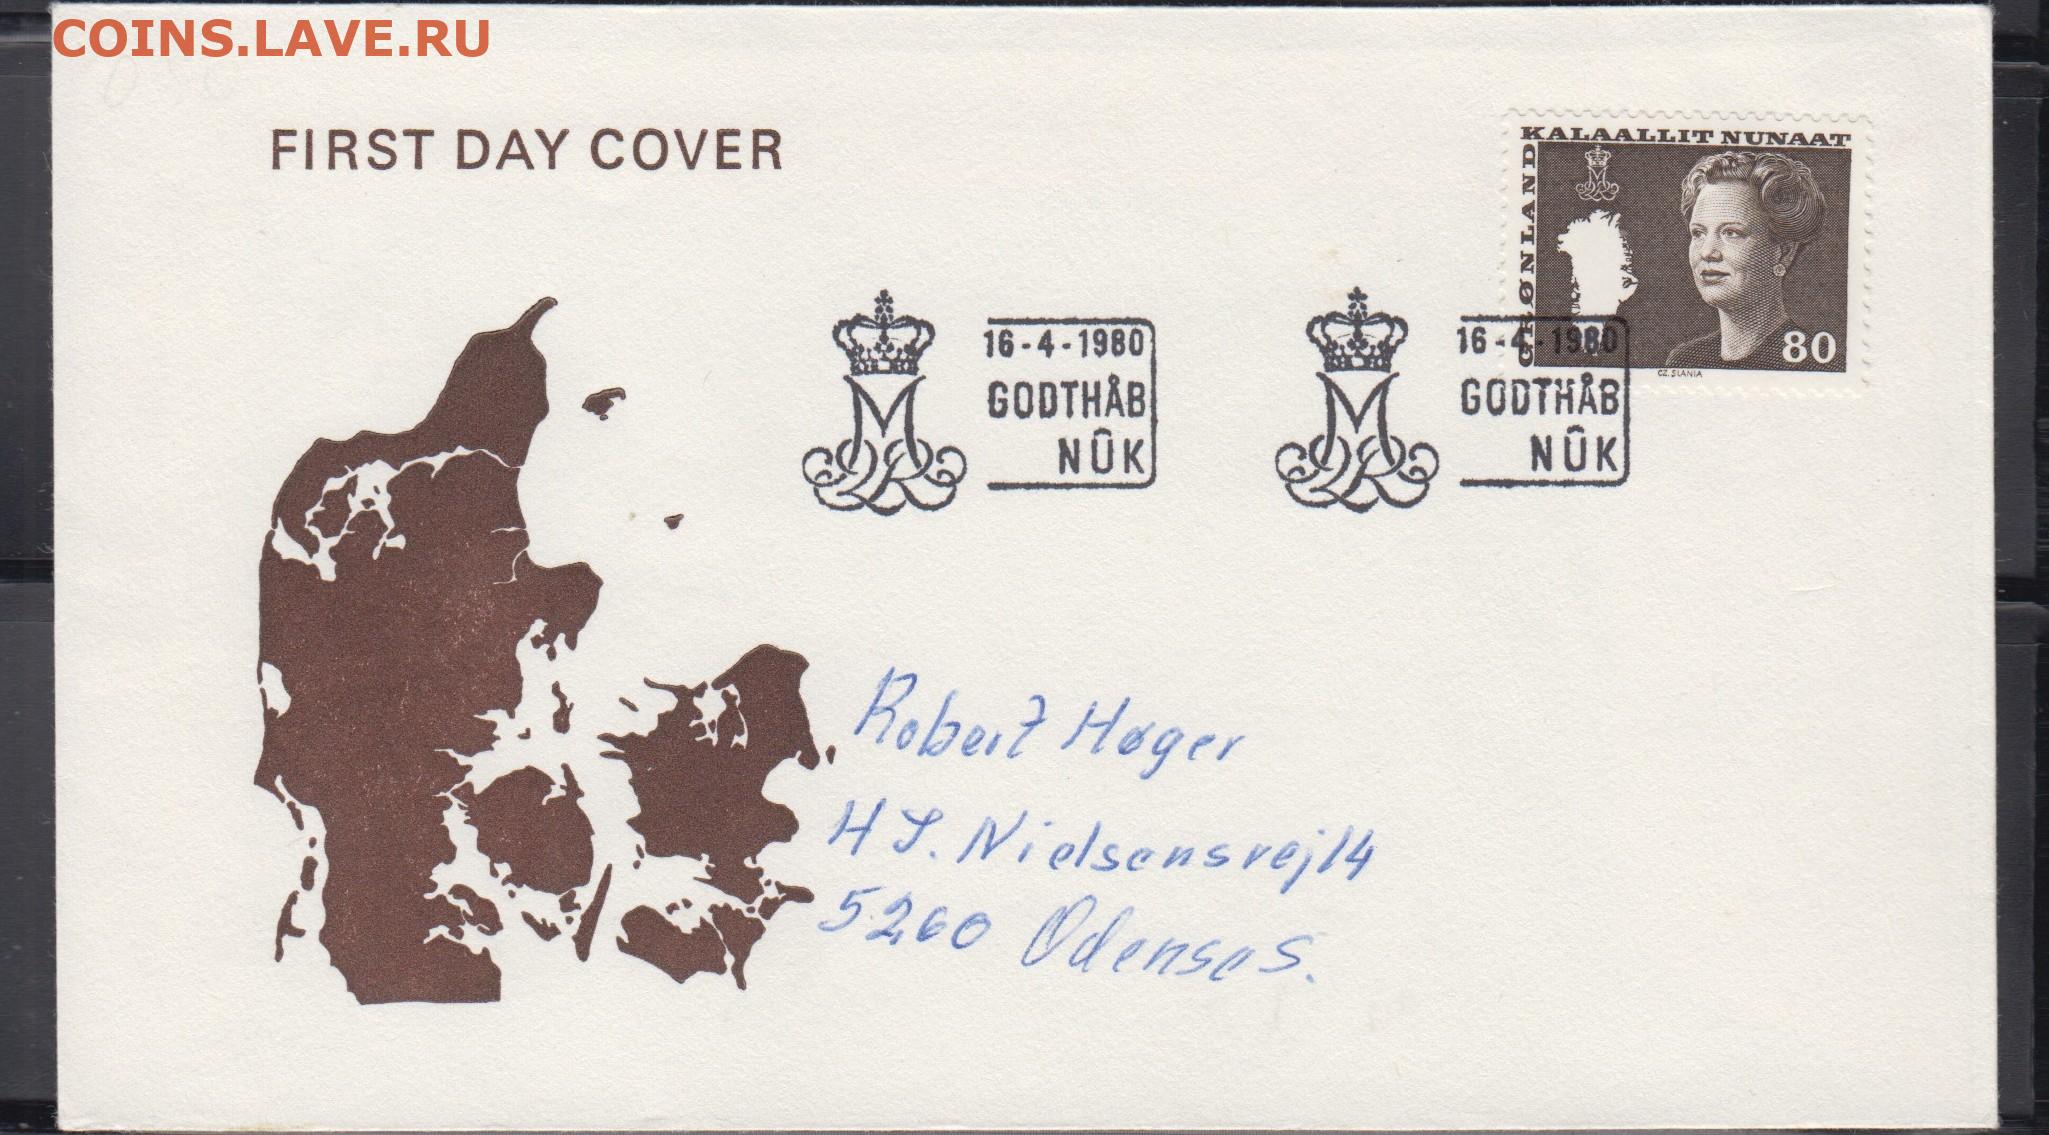 COINS.LAVE.RU
FIRST DAY COVER
KALAALLIT NUNAAT
GRØNLAND
80
CZ. SLANIA
16-4-1980
GODTHÅB
NÛK
16-4-1980
GODTHÅB
NÛK
Robert Høger
H J. Nielsensvej 14
5260 Odense S.